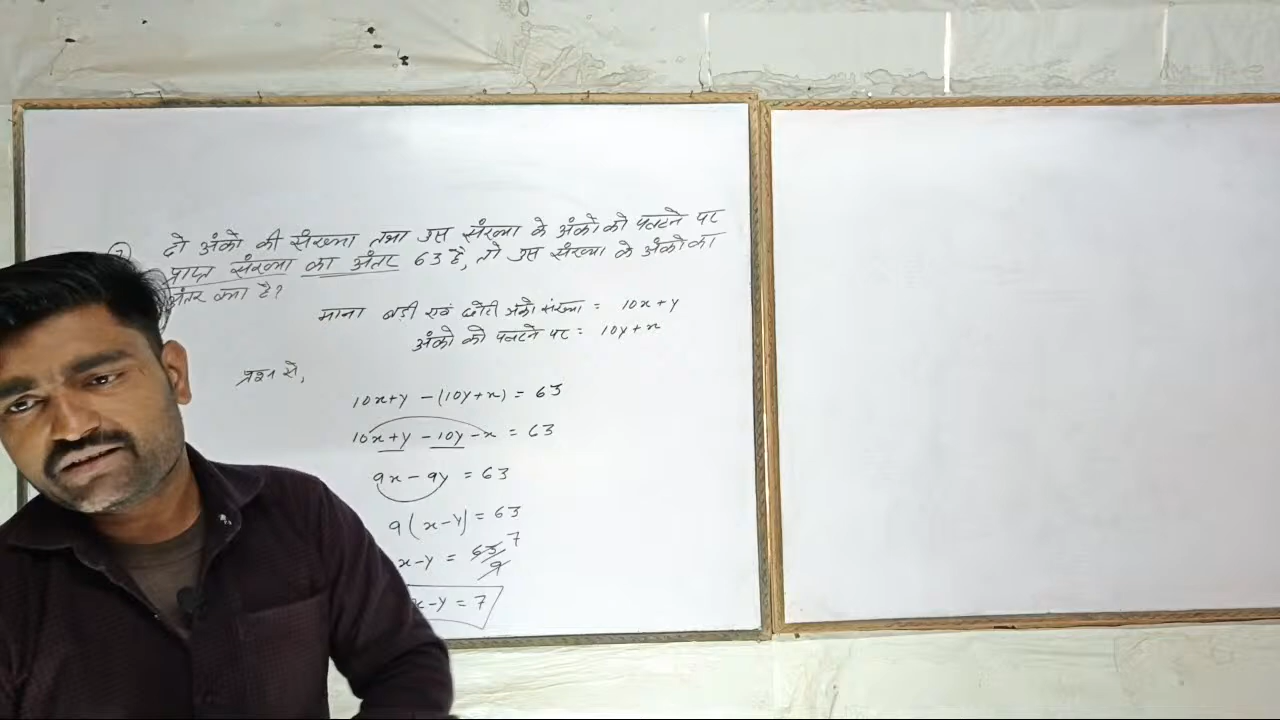 दो अंकों की संख्या तथा उस संख्या के अंकों को पलटने पर
प्राप्त संख्या का अंतर 63 है, तो उस संख्या के अंकों का
अंतर क्या है?
माना बड़ी एवं छोटी अंको संख्या = 10x+y
अंकों को पलटने पर = 10y+x
प्रश्न से,
10x+y -(10y+x) = 63
10x+y -10y -x = 63
9x - 9y = 63
9(x-y) = 63
x-y = 63/9 7
x-y = 7